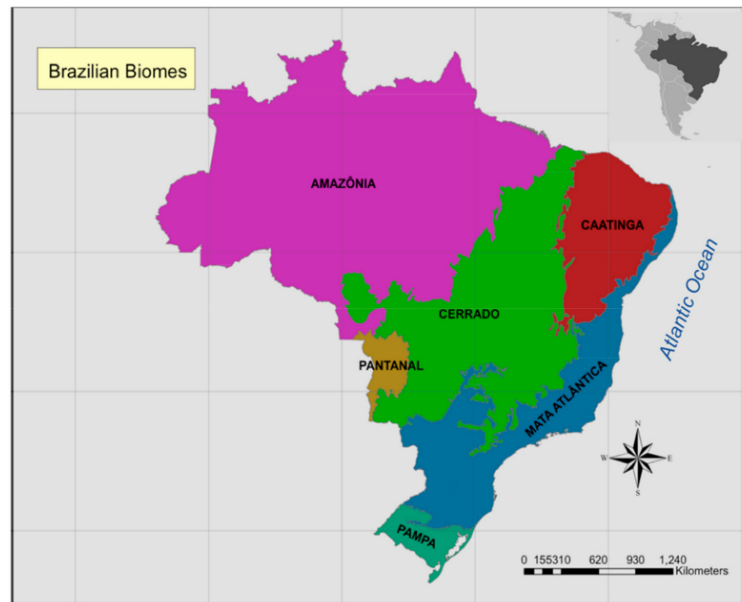 Brazilian Biomes
AMAZÔNIA
CAATINGA
CERRADO
PANTANAL
MATA ATLÂNTICA
PAMPA
Atlantic Ocean
N
W E
S
0 155310 620 930 1,240
Kilometers